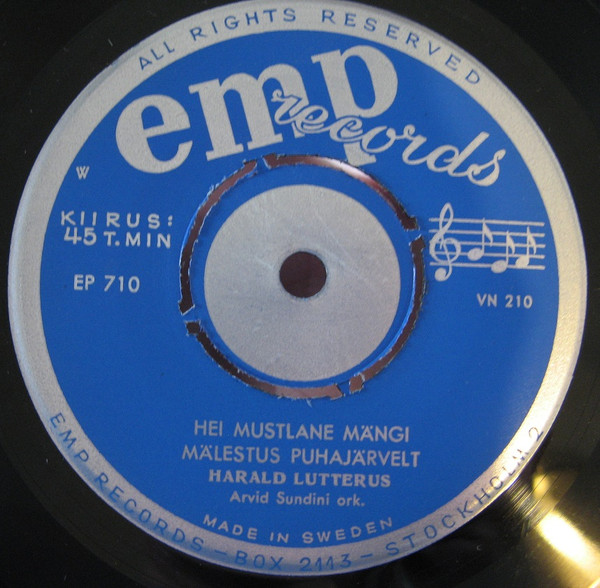 ALL RIGHTS RESERVED
emp
records
W
KIIRUS:
45 T. MIN
EP 710
VN 210
HEI MUSTLANE MÄNGI
MÄLESTUS PUHAJÄRVELT
HARALD LUTTERUS
Arvid Sundini ork.
MADE IN SWEDEN
EMP RECORDS – BOX 2113 – STOCKHOLM 2